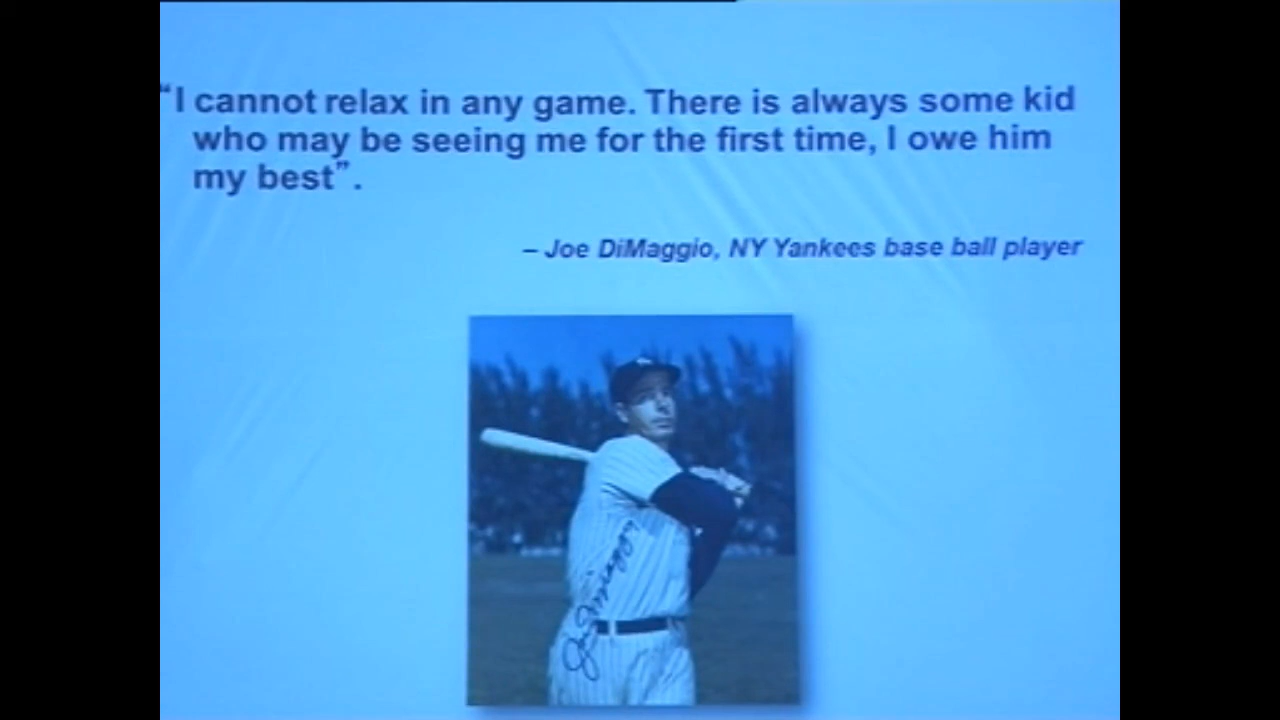 “I cannot relax in any game. There is always some kid
who may be seeing me for the first time, I owe him
my best”.
– Joe DiMaggio, NY Yankees base ball player